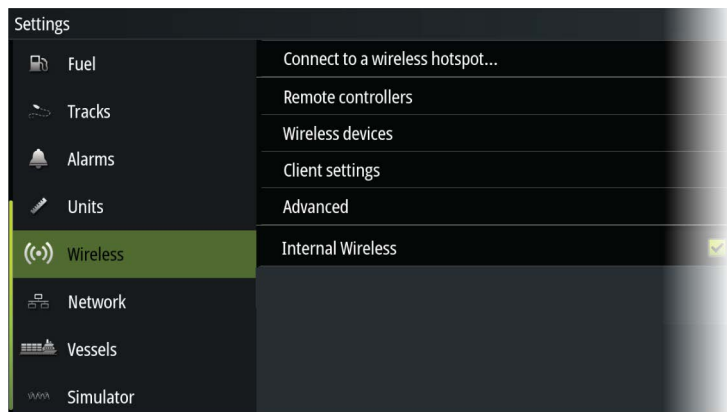 Settings
Fuel
Tracks
Alarms
Units
Wireless
Network
Vessels
Simulator
Connect to a wireless hotspot...
Remote controllers
Wireless devices
Client settings
Advanced
Internal Wireless